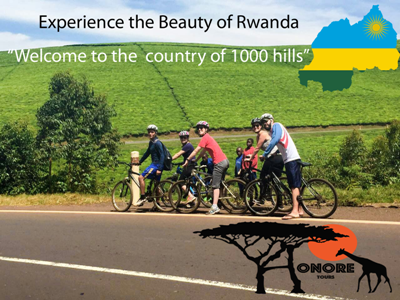 Experience the Beauty of Rwanda
“Welcome to the country of 1000 hills”
HONORE
TOURS